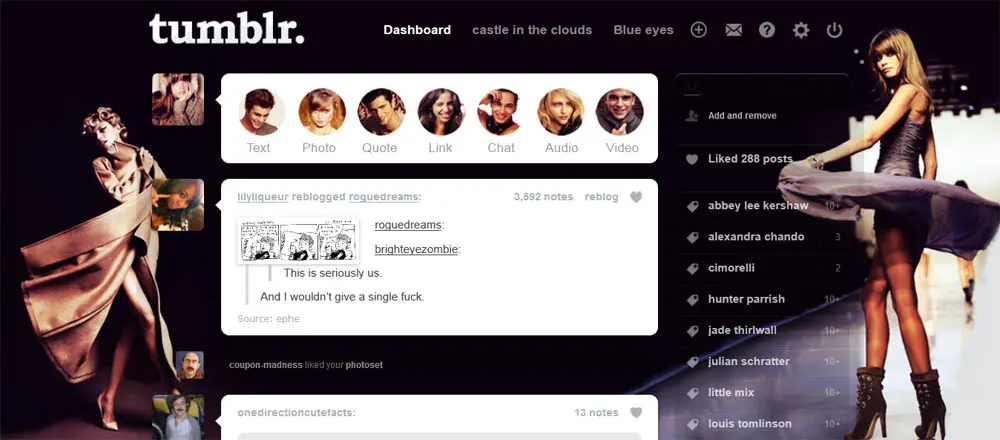 tumblr.
Dashboard castle in the clouds Blue eyes
Text Photo Quote Link Chat Audio Video
Add and remove
Liked 288 posts
lilyliqueur reblogged roguedreams: 3,592 notes reblog
roguedreams:
brighteyezombie:
This is seriously us.
And I wouldn't give a single fuck.
Source: ephe
coupon-madness liked your photoset
onedirectioncutefacts: 13 notes
abbey lee kershaw 10+
alexandra chando 3
cimorelli 2
hunter parrish 10+
jade thirlwall 10+
julian schratter 10+
little mix 10+
louis tomlinson 10+